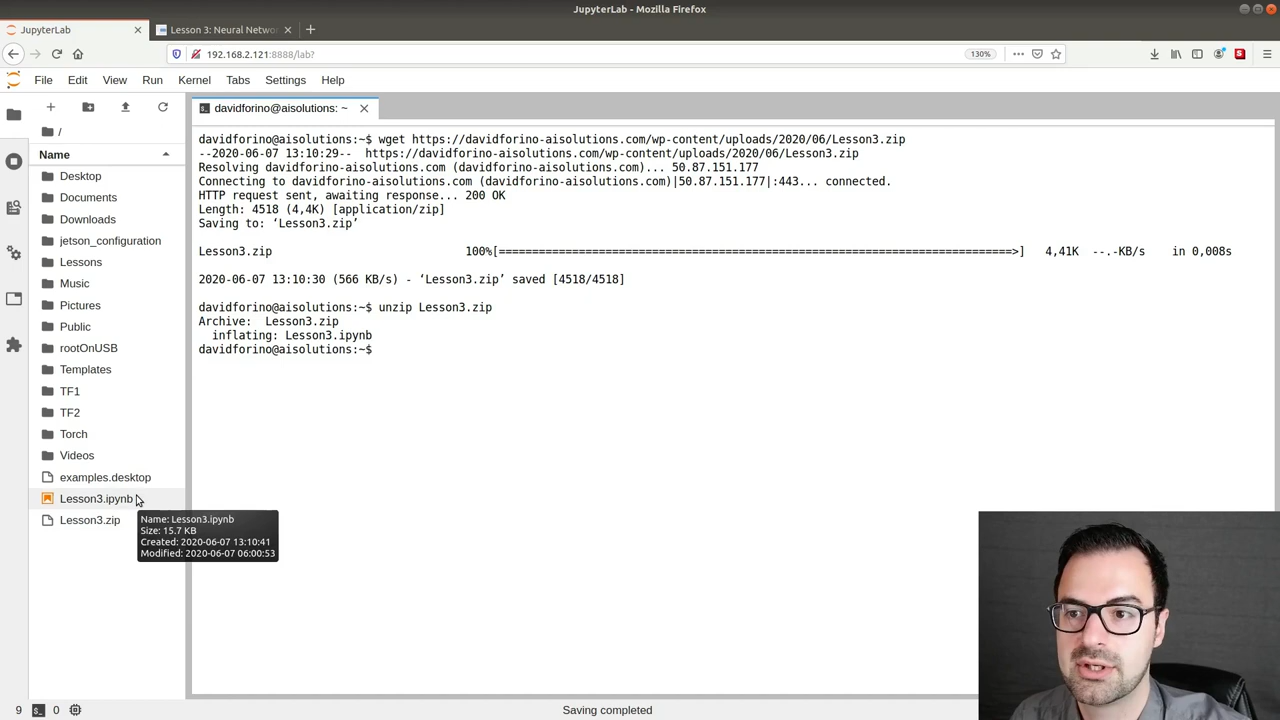 JupyterLab - Mozilla Firefox
JupyterLab
Lesson 3: Neural Netwo
192.168.2.121:8888/lab?
130%
File Edit View Run Kernel Tabs Settings Help
/
davidforino@aisolutions: ~
Name
Desktop
Documents
Downloads
jetson_configuration
Lessons
Music
Pictures
Public
rootOnUSB
Templates
TF1
TF2
Torch
Videos
examples.desktop
Lesson3.ipynb
Lesson3.zip
Name: Lesson3.ipynb
Size: 15.7 KB
Created: 2020-06-07 13:10:41
Modified: 2020-06-07 06:00:53
davidforino@aisolutions:~$ wget https://davidforino-aisolutions.com/wp-content/uploads/2020/06/Lesson3.zip
--2020-06-07 13:10:29-- https://davidforino-aisolutions.com/wp-content/uploads/2020/06/Lesson3.zip
Resolving davidforino-aisolutions.com (davidforino-aisolutions.com)... 50.87.151.177
Connecting to davidforino-aisolutions.com (davidforino-aisolutions.com)|50.87.151.177|:443... connected.
HTTP request sent, awaiting response... 200 OK
Length: 4518 (4,4K) [application/zip]
Saving to: ‘Lesson3.zip’
Lesson3.zip 100%[=============================================================================>] 4,41K --.-KB/s in 0,008s
2020-06-07 13:10:30 (566 KB/s) - ‘Lesson3.zip’ saved [4518/4518]
davidforino@aisolutions:~$ unzip Lesson3.zip
Archive: Lesson3.zip
inflating: Lesson3.ipynb
davidforino@aisolutions:~$
9 0
Saving completed